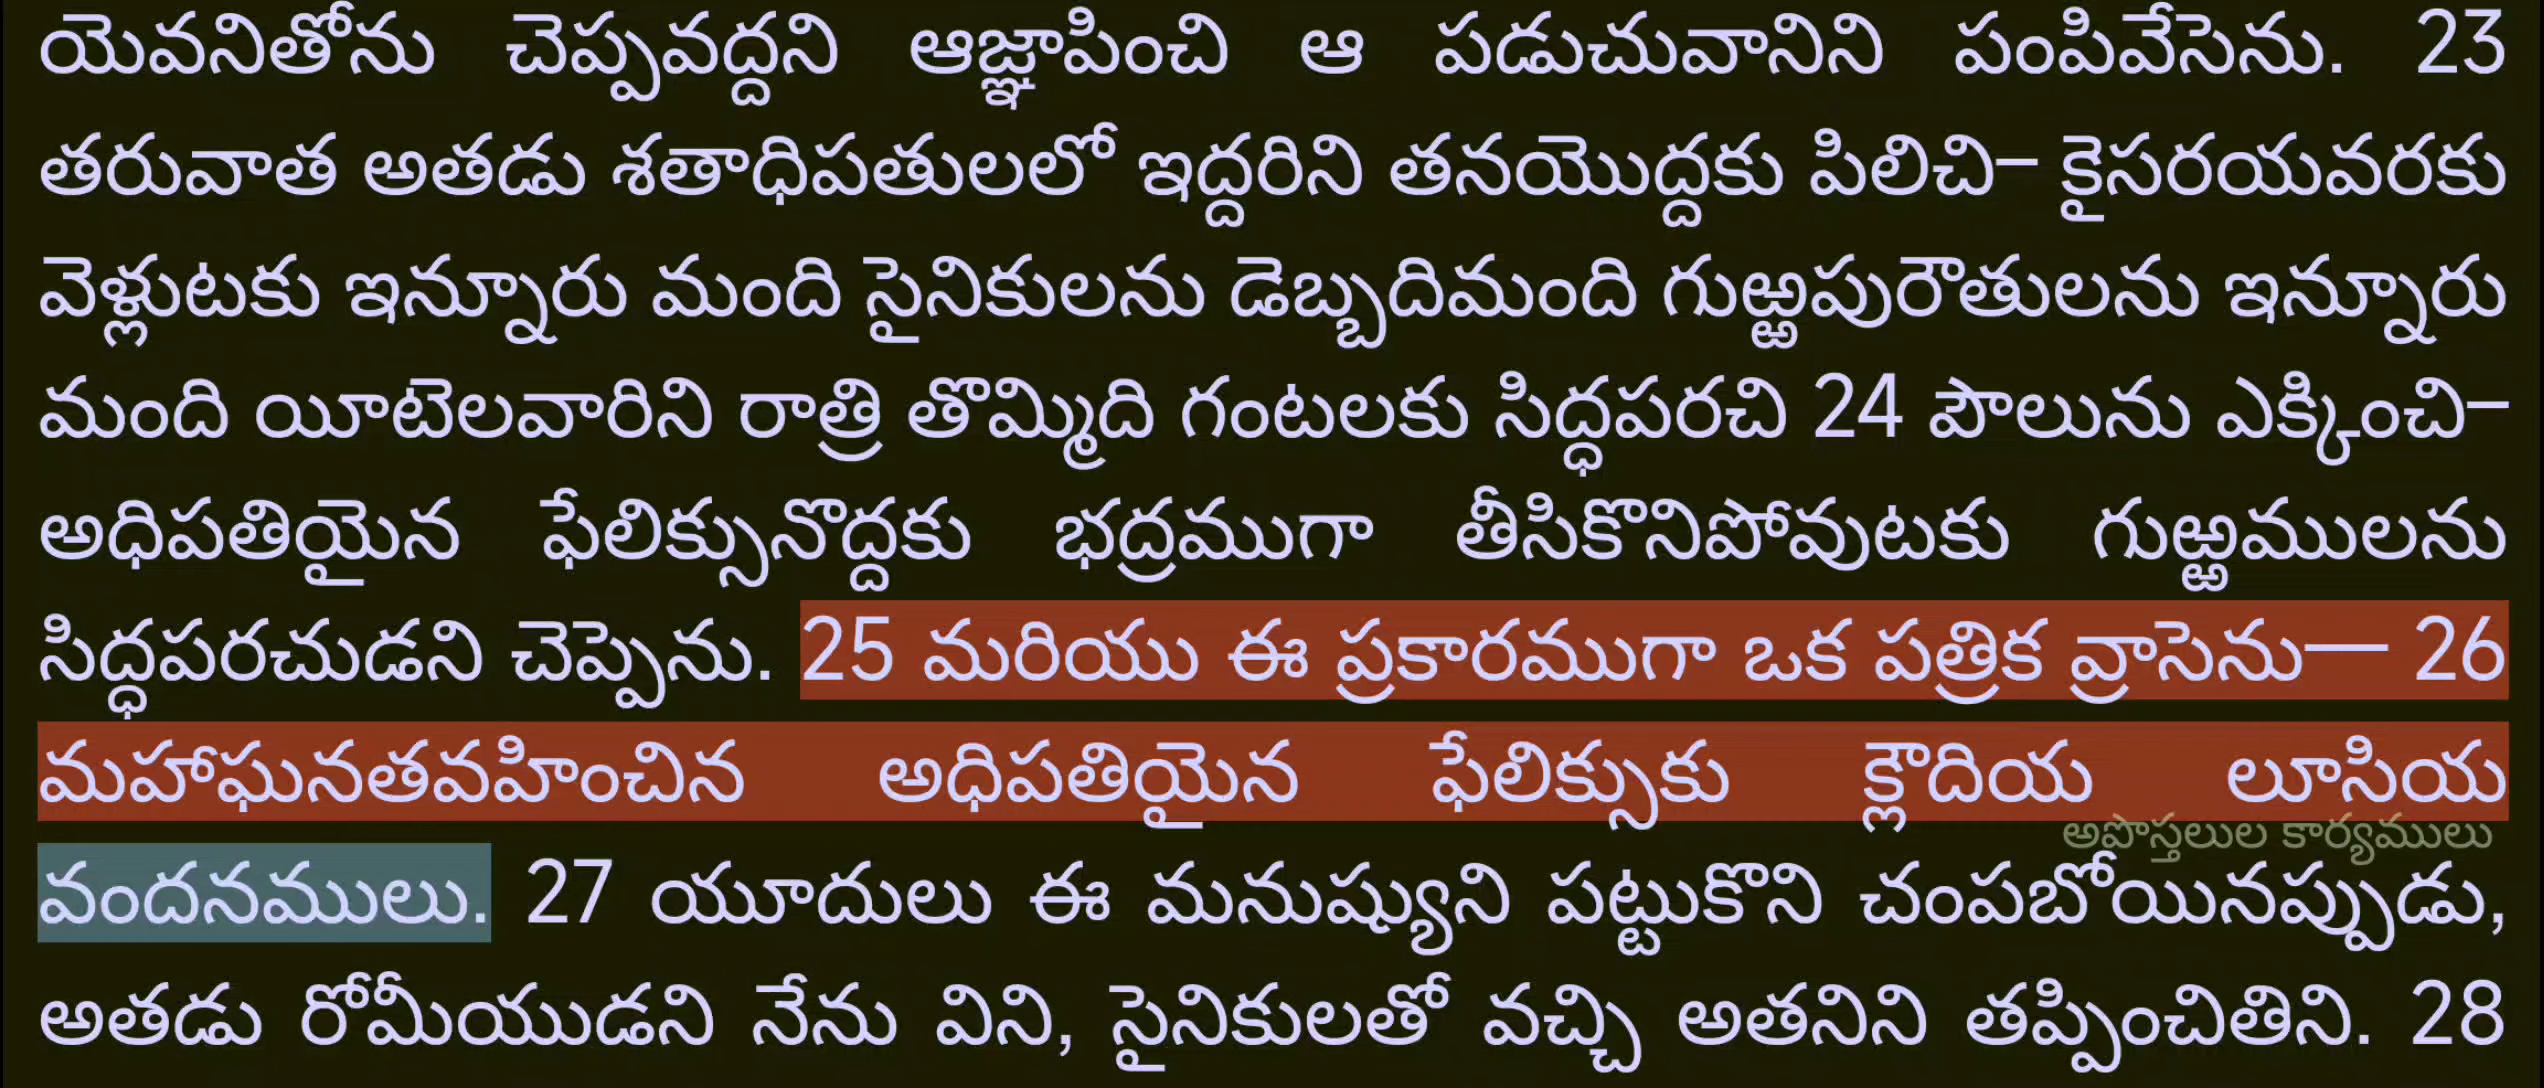 యెవనితోను చెప్పవద్దని ఆజ్ఞాపించి ఆ పడుచువానిని పంపివేసెను. 23
తరువాత అతడు శతాధిపతులలో ఇద్దరిని తనయొద్దకు పిలిచి– కైసరయవరకు
వెళ్లుటకు ఇన్నూరు మంది సైనికులను డెబ్బదిమంది గుఱ్ఱపురౌతులను ఇన్నూరు
మంది యీటెలవారిని రాత్రి తొమ్మిది గంటలకు సిద్ధపరచి 24 పౌలును ఎక్కించి–
అధిపతియైన ఫేలిక్సునొద్దకు భద్రముగా తీసికొనిపోవుటకు గుఱ్ఱములను
సిద్ధపరచుడని చెప్పెను. 25 మరియు ఈ ప్రకారముగా ఒక పత్రిక వ్రాసెను— 26
మహాఘనతవహించిన అధిపతియైన ఫేలిక్సుకు క్లౌదియ లూసియ
అపొస్తలుల కార్యములు
వందనములు. 27 యూదులు ఈ మనుష్యుని పట్టుకొని చంపబోయినప్పుడు,
అతడు రోమీయుడని నేను విని, సైనికులతో వచ్చి అతనిని తప్పించితిని. 28